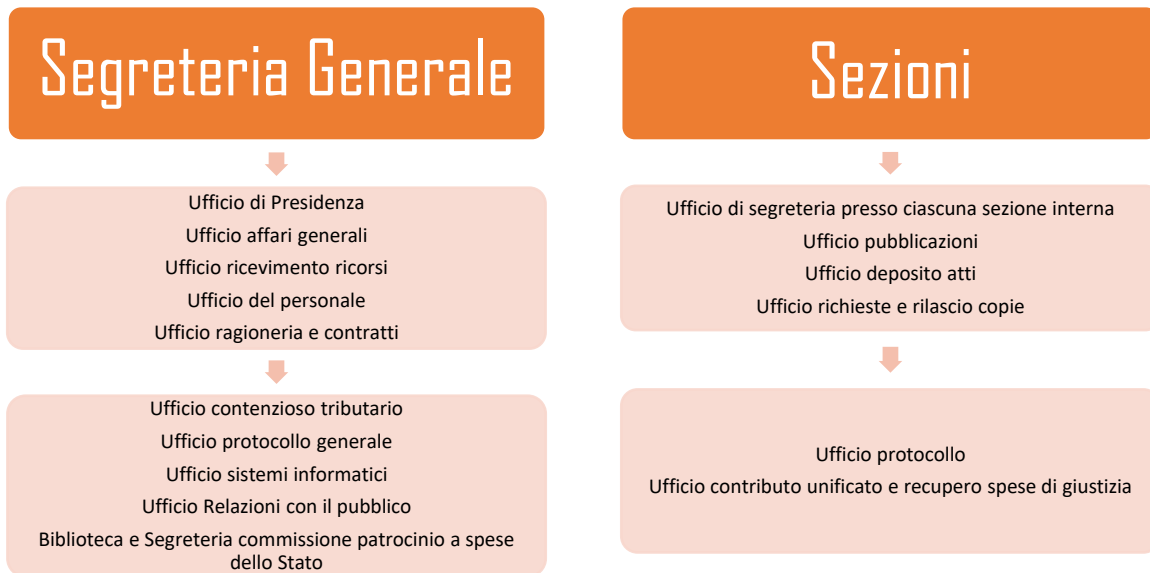 Segreteria Generale
Ufficio di Presidenza
Ufficio affari generali
Ufficio ricevimento ricorsi
Ufficio del personale
Ufficio ragioneria e contratti
Ufficio contenzioso tributario
Ufficio protocollo generale
Ufficio sistemi informatici
Ufficio Relazioni con il pubblico
Biblioteca e Segreteria commissione patrocinio a spese
dello Stato
Sezioni
Ufficio di segreteria presso ciascuna sezione interna
Ufficio pubblicazioni
Ufficio deposito atti
Ufficio richieste e rilascio copie
Ufficio protocollo
Ufficio contributo unificato e recupero spese di giustizia